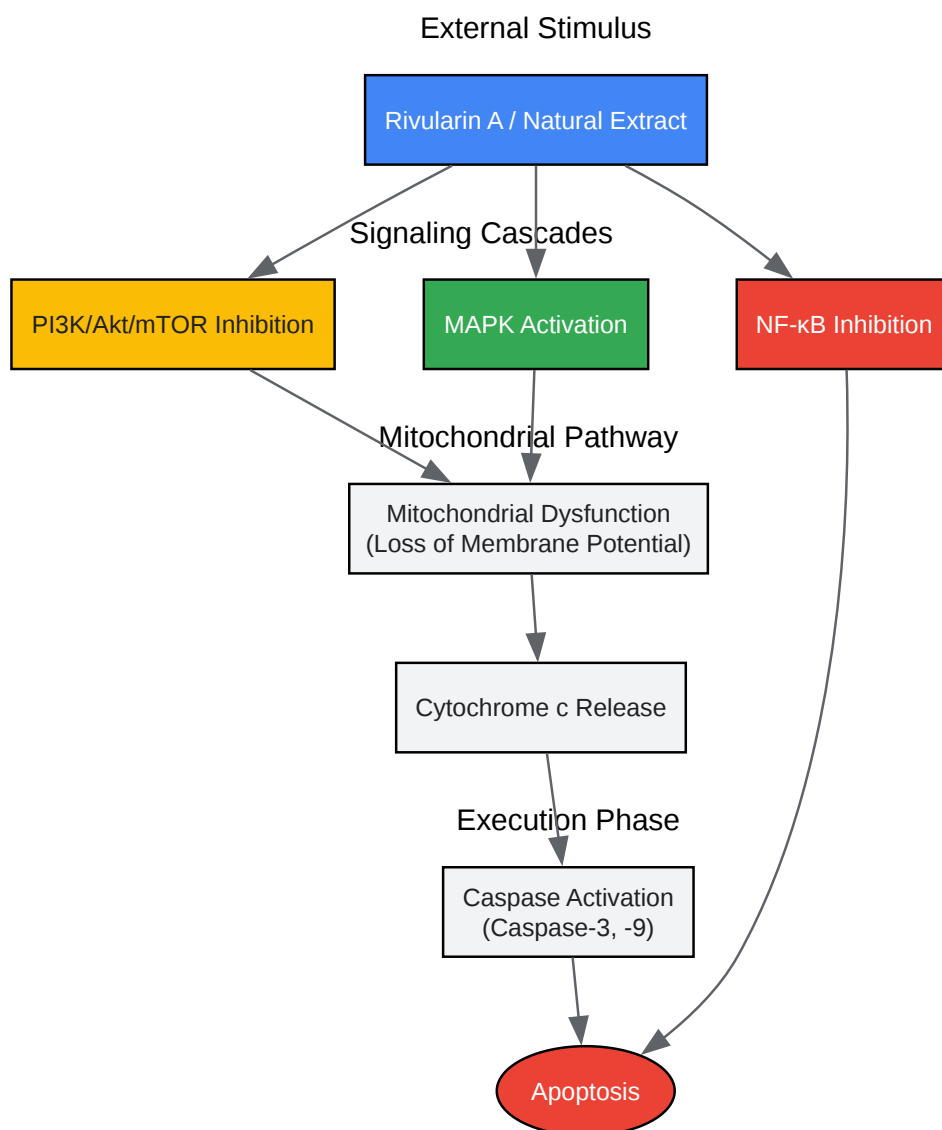 External Stimulus
Rivularin A / Natural Extract
Signaling Cascades
PI3K/Akt/mTOR Inhibition
MAPK Activation
NF-κB Inhibition
Mitochondrial Pathway
Mitochondrial Dysfunction
(Loss of Membrane Potential)
Cytochrome c Release
Execution Phase
Caspase Activation
(Caspase-3, -9)
Apoptosis